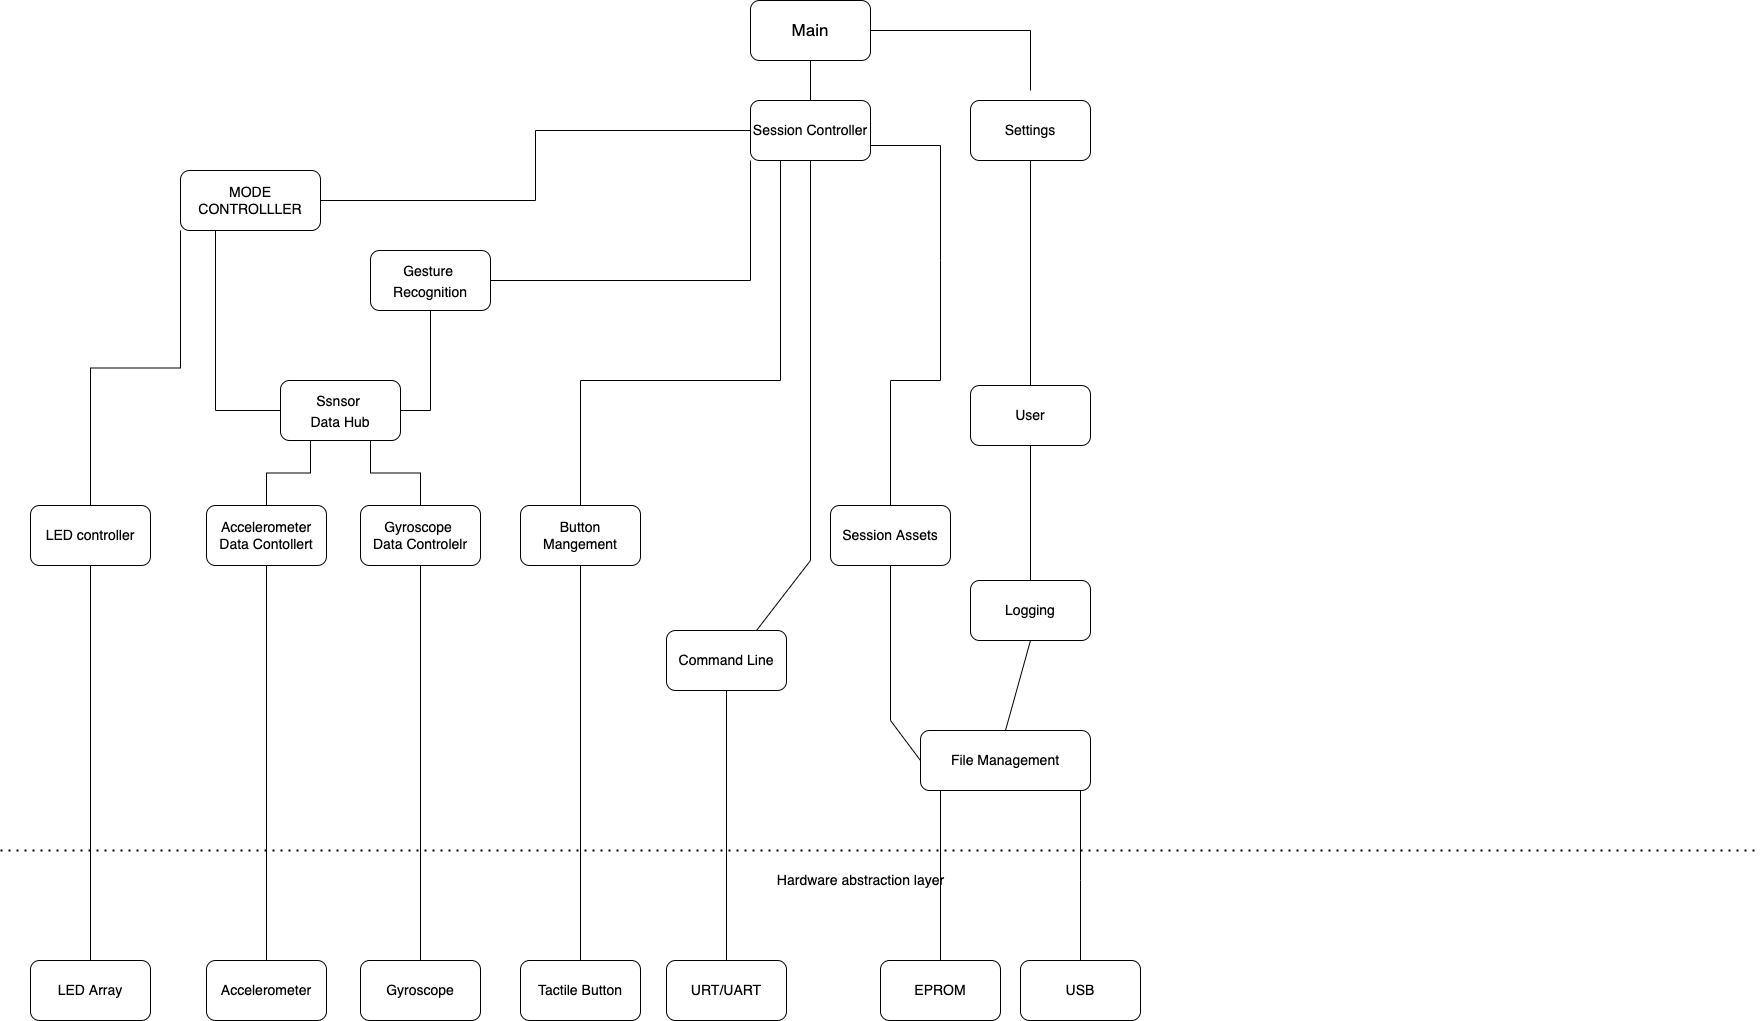 Main
Session Controller
Settings
MODE
CONTROLLLER
Gesture
Recognition
Ssnsor
Data Hub
User
LED controller
Accelerometer
Data Contollert
Gyroscope
Data Controlelr
Button
Mangement
Session Assets
Logging
Command Line
File Management
Hardware abstraction layer
LED Array
Accelerometer
Gyroscope
Tactile Button
URT/UART
EPROM
USB